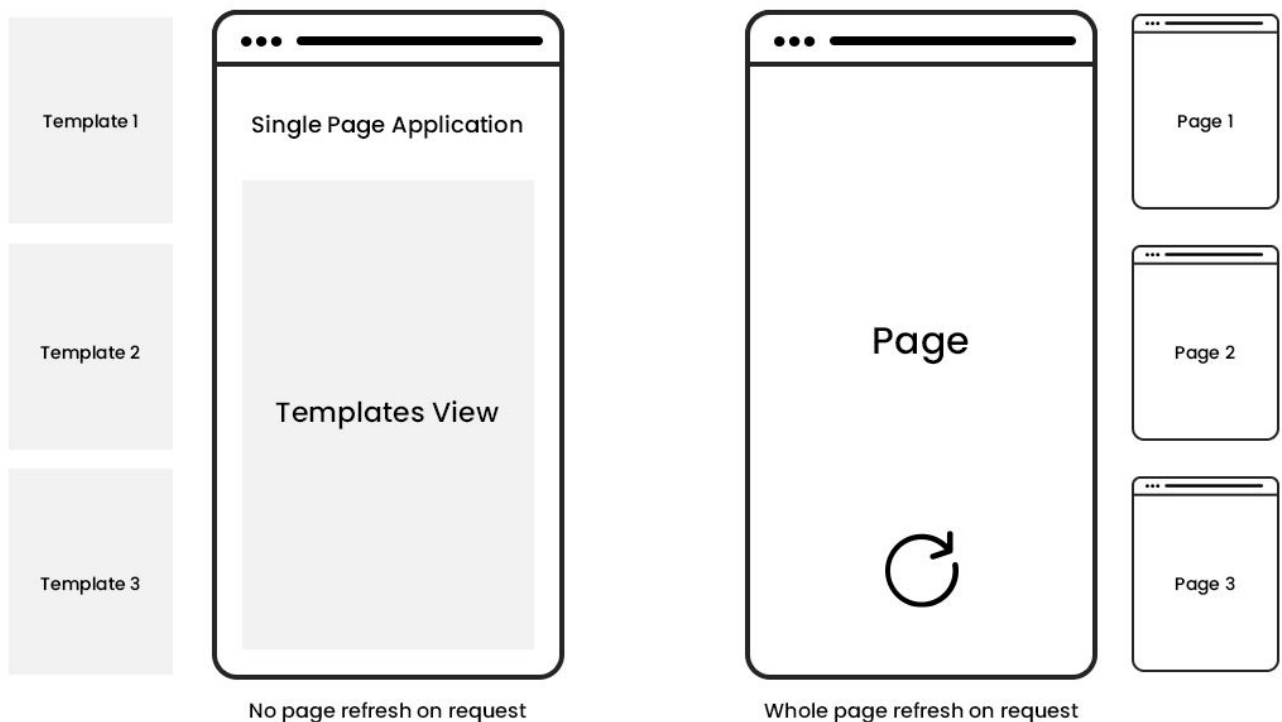 Template 1
Template 2
Template 3
Single Page Application
Templates View
No page refresh on request
Page
Whole page refresh on request
Page 1
Page 2
Page 3